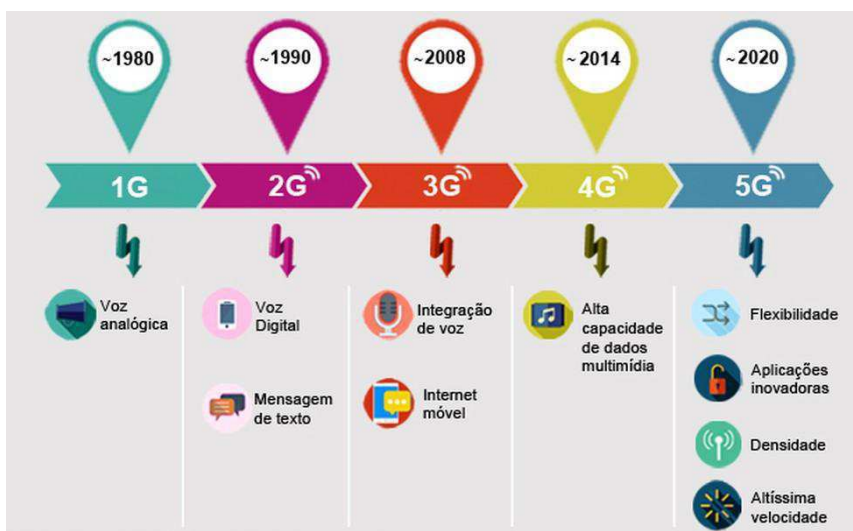 ~1980
~1990
~2008
~2014
~2020
1G
2G
3G
4G
5G
Voz
analógica
Voz
Digital
Mensagem
de texto
Integração
de voz
Internet
móvel
Alta
capacidade
de dados
multimídia
Flexibilidade
Aplicações
inovadoras
Densidade
Altíssima
velocidade